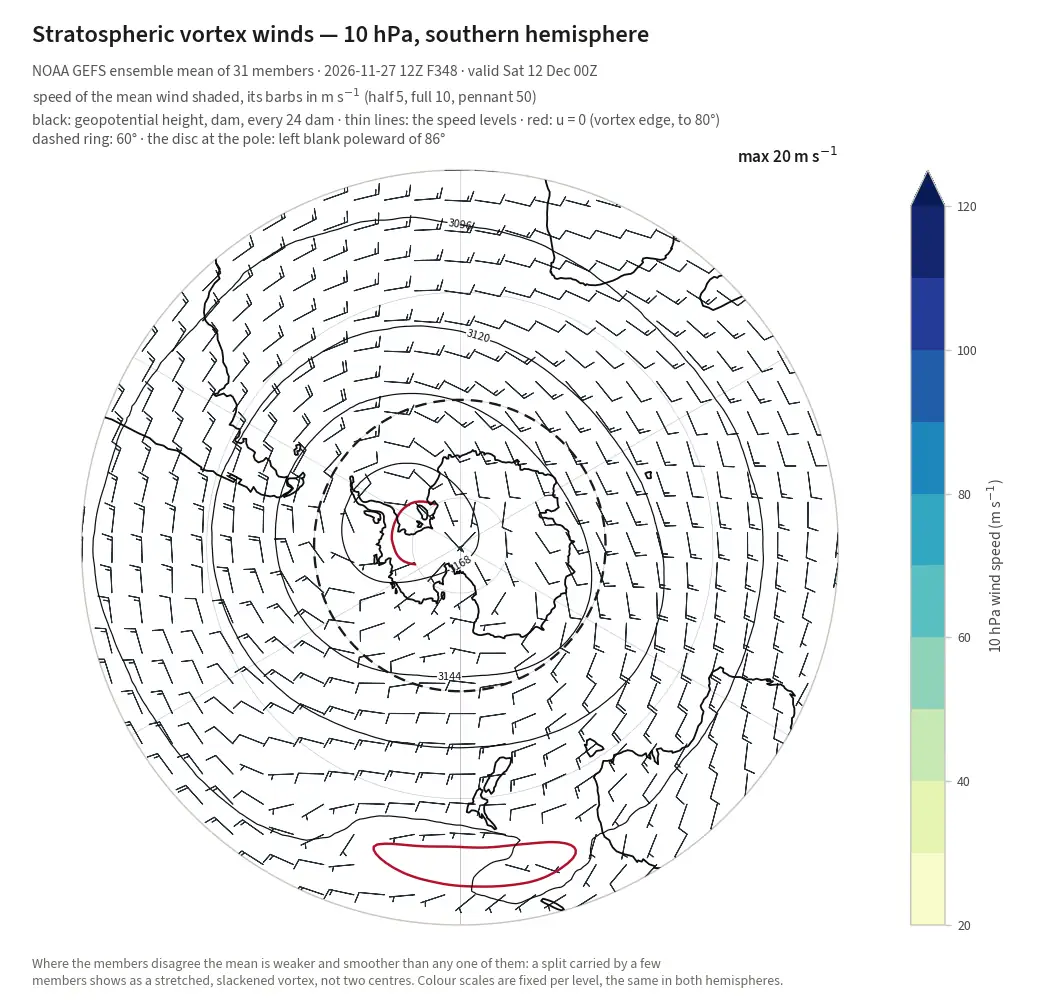 Stratospheric vortex winds — 10 hPa, southern hemisphere
NOAA GEFS ensemble mean of 31 members · 2026-11-27 12Z F348 · valid Sat 12 Dec 00Z
speed of the mean wind shaded, its barbs in m s⁻¹ (half 5, full 10, pennant 50)
black: geopotential height, dam, every 24 dam · thin lines: the speed levels · red: u = 0 (vortex edge, to 80°)
dashed ring: 60° · the disc at the pole: left blank poleward of 86°
max 20 m s⁻¹
3096
3120
3168
3144
120
100
80
60
40
20
10 hPa wind speed (m s⁻¹)
Where the members disagree the mean is weaker and smoother than any one of them: a split carried by a few
members shows as a stretched, slackened vortex, not two centres. Colour scales are fixed per level, the same in both hemispheres.